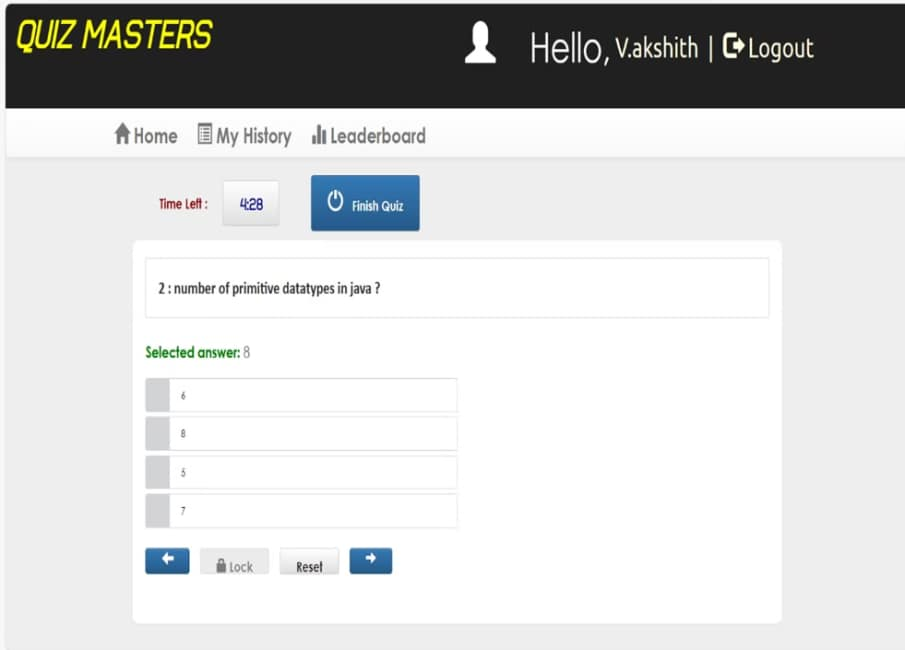 QUIZ MASTERS
Hello, V.akshith | Logout
Home My History Leaderboard
Time Left : 4:28 Finish Quiz
2 : number of primitive datatypes in java ?
Selected answer: 8
6
8
5
7
Lock Reset